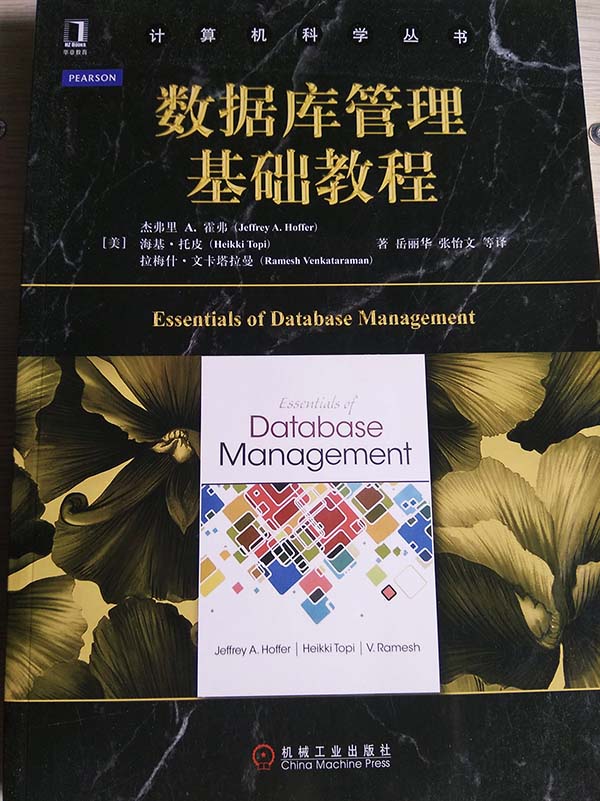 计算机科学丛书
HZ BOOKS
华章教育
PEARSON
数据库管理
基础教程
杰弗里 A. 霍弗(Jeffrey A. Hoffer)
[美] 海基·托皮(Heikki Topi) 著 岳丽华 张怡文 等译
拉梅什·文卡塔拉曼(Ramesh Venkataraman)
Essentials of Database Management
Essentials of
Database
Management
Jeffrey A. Hoffer | Heikki Topi | V. Ramesh
机械工业出版社
China Machine Press